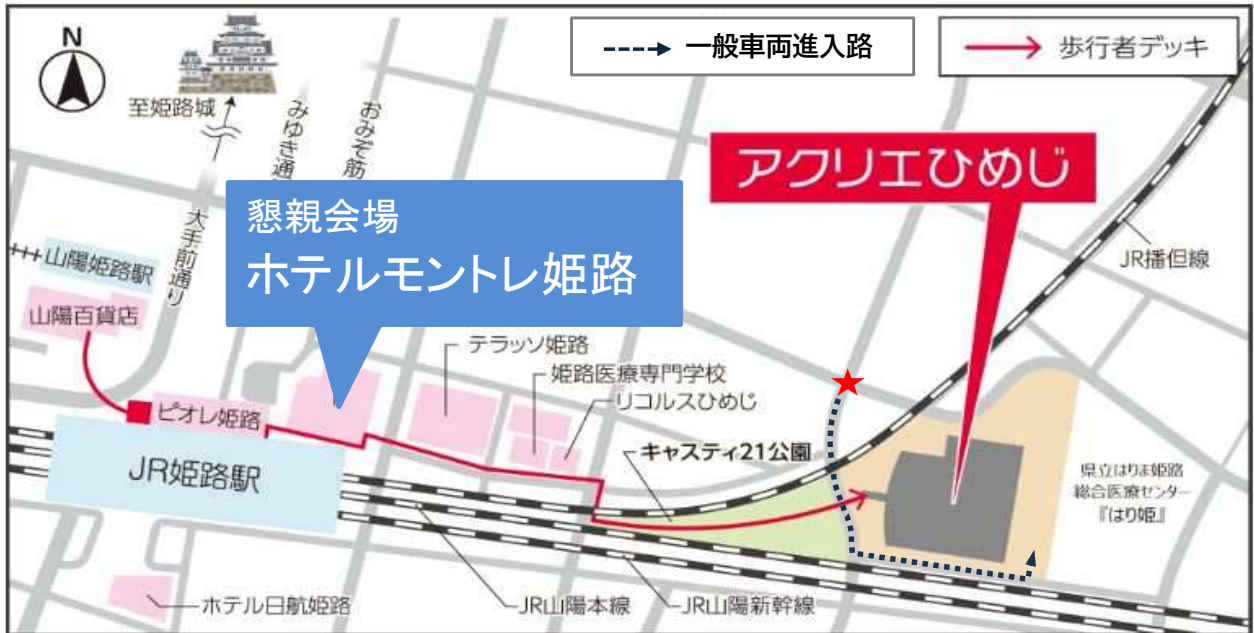 N
至姫路城
みゆき通り
おみぞ筋
大手前通り
一般車両進入路
歩行者デッキ
アクリエひめじ
懇親会場
ホテルモントレ姫路
山陽姫路駅
山陽百貨店
JR播但線
テラッソ姫路
姫路医療専門学校
リコルスひめじ
ピオレ姫路
キャスティ21公園
JR姫路駅
県立はりま姫路
総合医療センター
『はり姫』
ホテル日航姫路
JR山陽本線
JR山陽新幹線